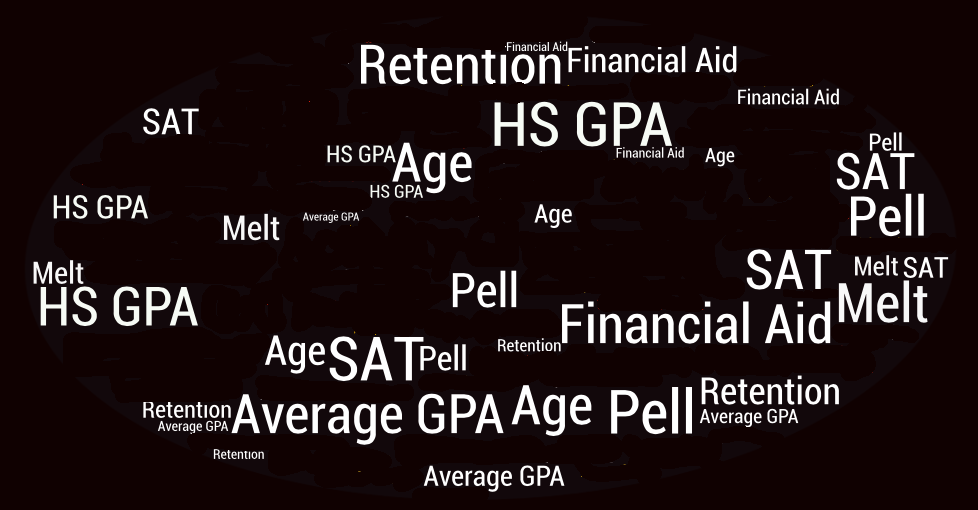 Financial Aid
Retention
Financial Aid
Financial Aid
SAT
HS GPA
Pell
HS GPA
Age
Financial Aid
Age
SAT
HS GPA
HS GPA
Average GPA
Age
Pell
Melt
SAT
Melt
SAT
Melt
Pell
Melt
HS GPA
Financial Aid
Age
SAT
Pell
Retention
Retention
Retention
Average GPA
Average GPA
Age
Pell
Average GPA
Retention
Average GPA